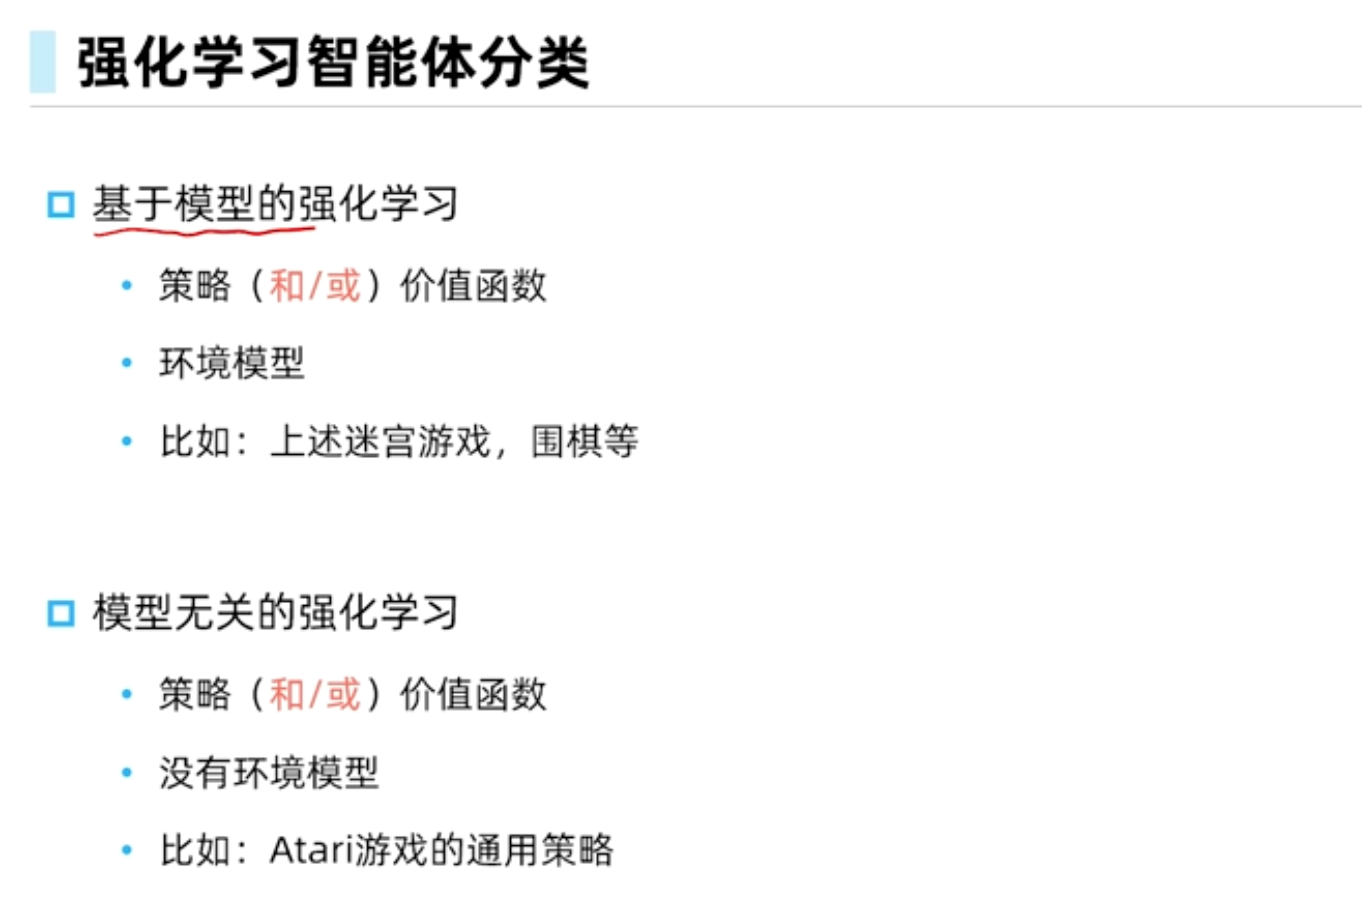 强化学习智能体分类
基于模型的强化学习
策略（和/或）价值函数
环境模型
比如：上述迷宫游戏，围棋等
模型无关的强化学习
策略（和/或）价值函数
没有环境模型
比如：Atari游戏的通用策略